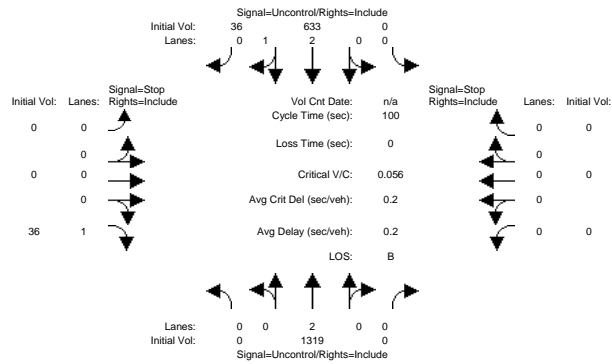 Signal=Uncontrol/Rights=Include
Initial Vol: 36 633 0
Lanes: 0 1 2 0 0
Signal=Stop
Initial Vol: Lanes: Rights=Include
Vol Cnt Date: n/a
Signal=Stop
Rights=Include Lanes: Initial Vol:
0 0 Cycle Time (sec): 100 0 0
0 Loss Time (sec): 0 0
0 0 Critical V/C: 0.056 0 0
0 Avg Crit Del (sec/veh): 0.2 0
36 1 Avg Delay (sec/veh): 0.2 0 0
LOS: B
Lanes: 0 0 2 0 0
Initial Vol: 0 1319 0
Signal=Uncontrol/Rights=Include